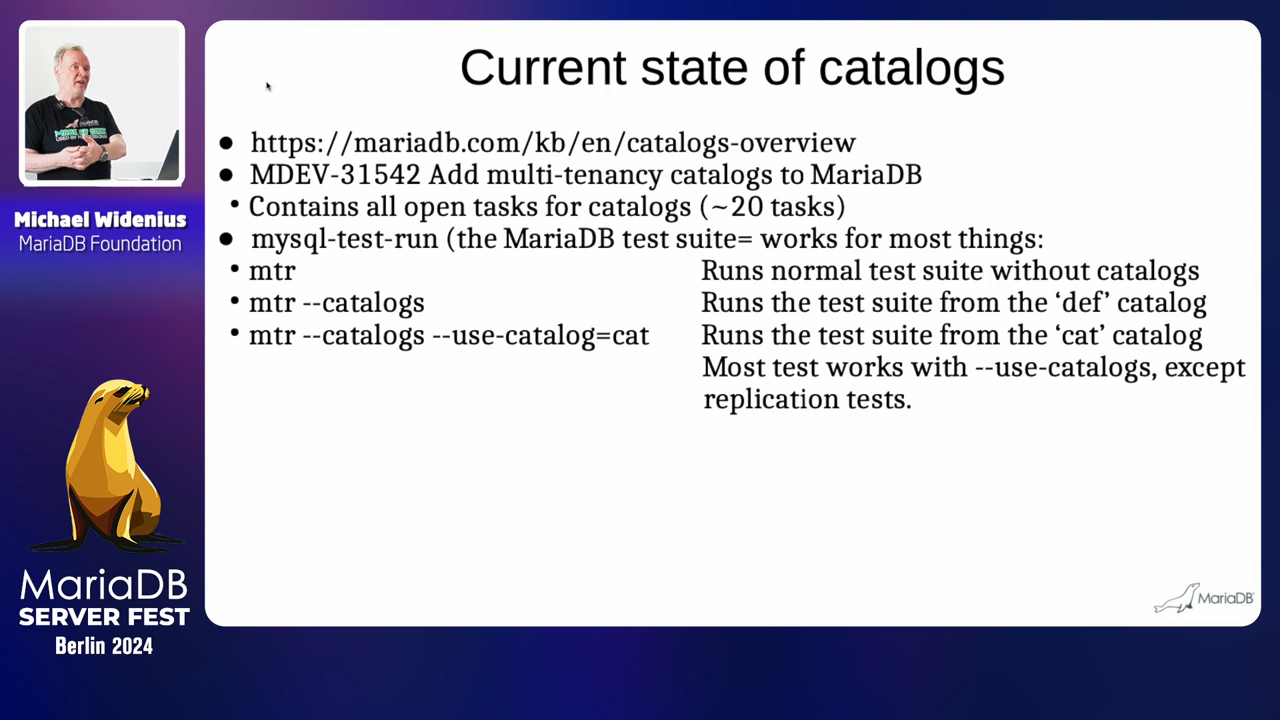 Current state of catalogs
● https://mariadb.com/kb/en/catalogs-overview
● MDEV-31542 Add multi-tenancy catalogs to MariaDB
• Contains all open tasks for catalogs (~20 tasks)
● mysql-test-run (the MariaDB test suite= works for most things:
• mtr Runs normal test suite without catalogs
• mtr --catalogs Runs the test suite from the ‘def’ catalog
• mtr --catalogs --use-catalog=cat Runs the test suite from the ‘cat’ catalog
Most test works with --use-catalogs, except
replication tests.
MariaDB
Michael Widenius
MariaDB Foundation
MariaDB
SERVER FEST
Berlin 2024